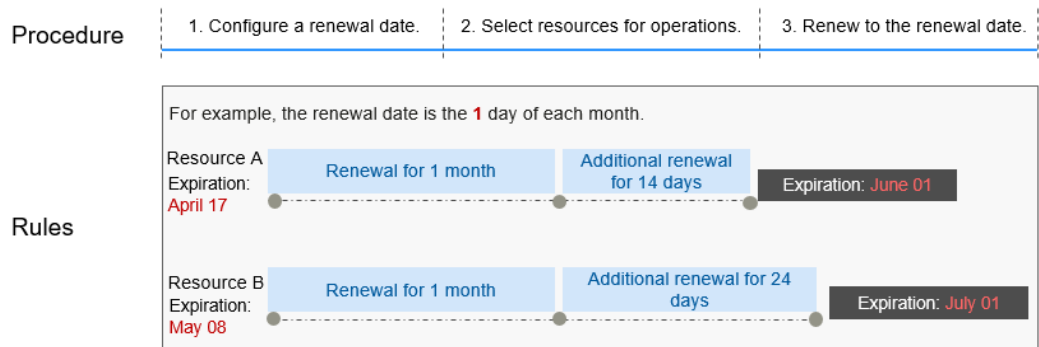 Procedure
1. Configure a renewal date.
2. Select resources for operations.
3. Renew to the renewal date.
Rules
For example, the renewal date is the 1 day of each month.
Resource A
Expiration:
April 17
Renewal for 1 month
Additional renewal
for 14 days
Expiration: June 01
Resource B
Expiration:
May 08
Renewal for 1 month
Additional renewal for 24
days
Expiration: July 01